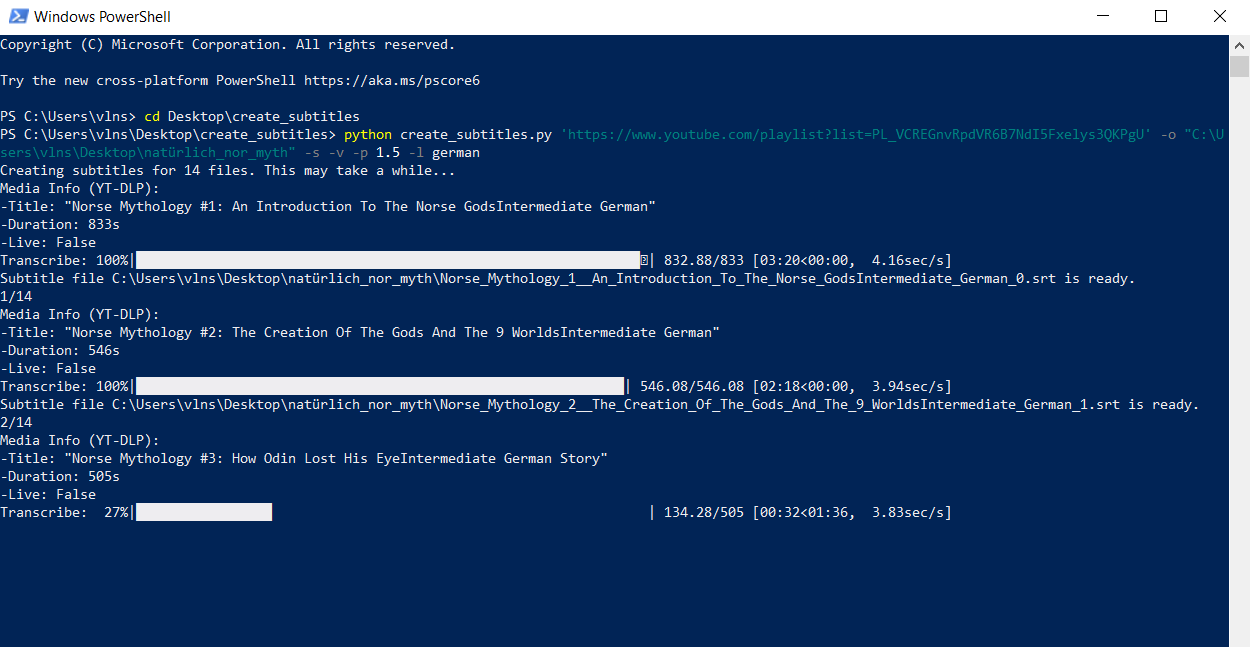 Windows PowerShell
Copyright (C) Microsoft Corporation. All rights reserved.
Try the new cross-platform PowerShell https://aka.ms/pscore6
PS C:\Users\vlns> cd Desktop\create_subtitles
PS C:\Users\vlns\Desktop\create_subtitles> python create_subtitles.py 'https://www.youtube.com/playlist?list=PL_VCREGnvRpdVR6B7NdI5Fxelys3QKPgU' -o "C:\U
sers\vlns\Desktop\natürlich_nor_myth" -s -v -p 1.5 -l german
Creating subtitles for 14 files. This may take a while...
Media Info (YT-DLP):
-Title: "Norse Mythology #1: An Introduction To The Norse GodsIntermediate German"
-Duration: 833s
-Live: False
Transcribe: 100%| | 832.88/833 [03:20<00:00,  4.16sec/s]
Subtitle file C:\Users\vlns\Desktop\natürlich_nor_myth\Norse_Mythology_1__An_Introduction_To_The_Norse_GodsIntermediate_German_0.srt is ready.
1/14
Media Info (YT-DLP):
-Title: "Norse Mythology #2: The Creation Of The Gods And The 9 WorldsIntermediate German"
-Duration: 546s
-Live: False
Transcribe: 100%| | 546.08/546.08 [02:18<00:00,  3.94sec/s]
Subtitle file C:\Users\vlns\Desktop\natürlich_nor_myth\Norse_Mythology_2__The_Creation_Of_The_Gods_And_The_9_WorldsIntermediate_German_1.srt is ready.
2/14
Media Info (YT-DLP):
-Title: "Norse Mythology #3: How Odin Lost His EyeIntermediate German Story"
-Duration: 505s
-Live: False
Transcribe:  27%| | 134.28/505 [00:32<01:36,  3.83sec/s]